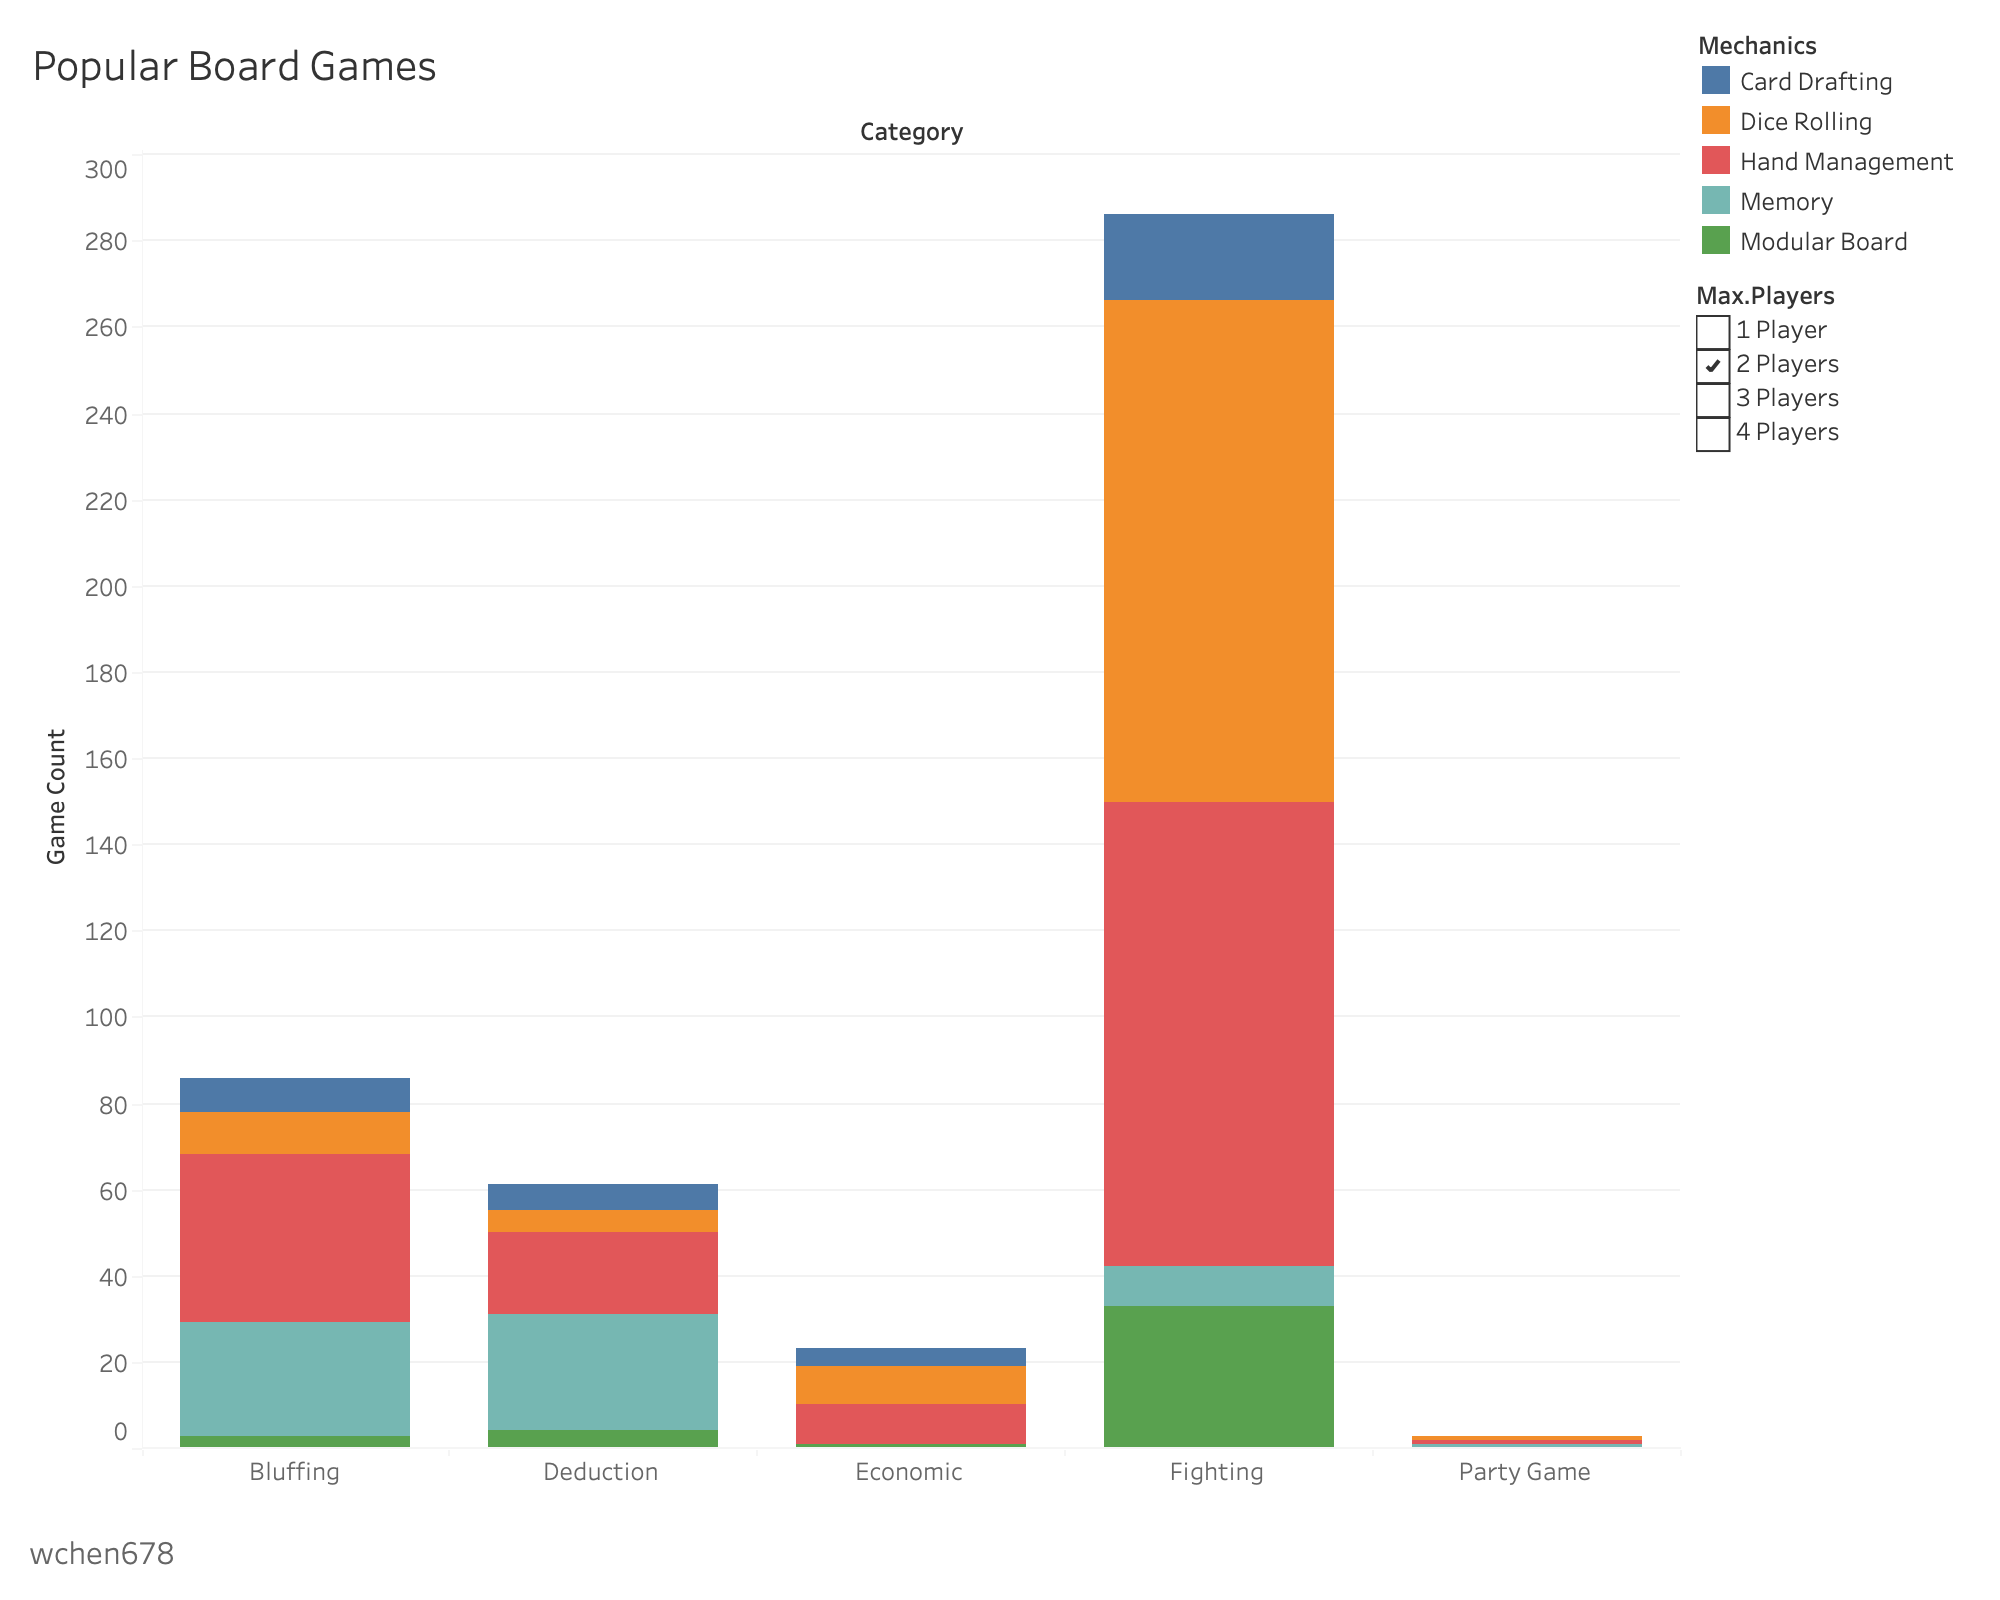 Popular Board Games
Category
300
280
260
240
220
200
180
160
140
120
100
80
60
40
20
0
Game Count
Bluffing
Deduction
Economic
Fighting
Party Game
Mechanics
Card Drafting
Dice Rolling
Hand Management
Memory
Modular Board
Max.Players
1 Player
2 Players
3 Players
4 Players
wchen678